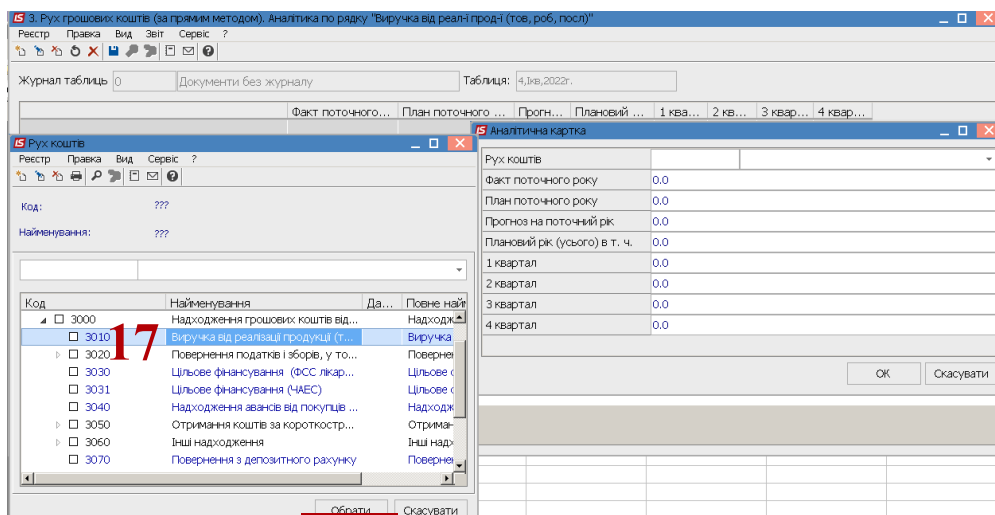 3. Рух грошових коштів (за прямим методом). Аналітика по рядку "Виручка від реал-ї прод-ї (тов, роб, посл)"
Реєстр Правка Вид Звіт Сервіс ?
Журнал таблиць 0 Документи без журналу Таблиця: 4,Iкв,2022г.
Факт поточного... План поточного ... Прогн... Плановий ... 1 ква... 2 кв... 3 квар... 4 квар...
Рух коштів
Реєстр Правка Вид Сервіс ?
Код: ???
Найменування: ???
Код Найменування Да... Повне найм
3000 Надходження грошових коштів від... Надходж
3010 Виручка від реалізації продукції (т... Виручка
17
3020 Повернення податків і зборів, у то... Поверне
3030 Цільове фінансування (ФСС лікар... Цільове
3031 Цільове фінансування (ЧАЕС) Цільове
3040 Надходження авансів від покупців ... Надходж
3050 Отримання коштів за короткостр... Отриман
3060 Інші надходження Інші надх
3070 Повернення з депозитного рахунку Поверне
Обрати Скасувати
Аналітична картка
Рух коштів
Факт поточного року 0.0
План поточного року 0.0
Прогноз на поточний рік 0.0
Плановий рік (усього) в т. ч. 0.0
1 квартал 0.0
2 квартал 0.0
3 квартал 0.0
4 квартал 0.0
ОК Скасувати